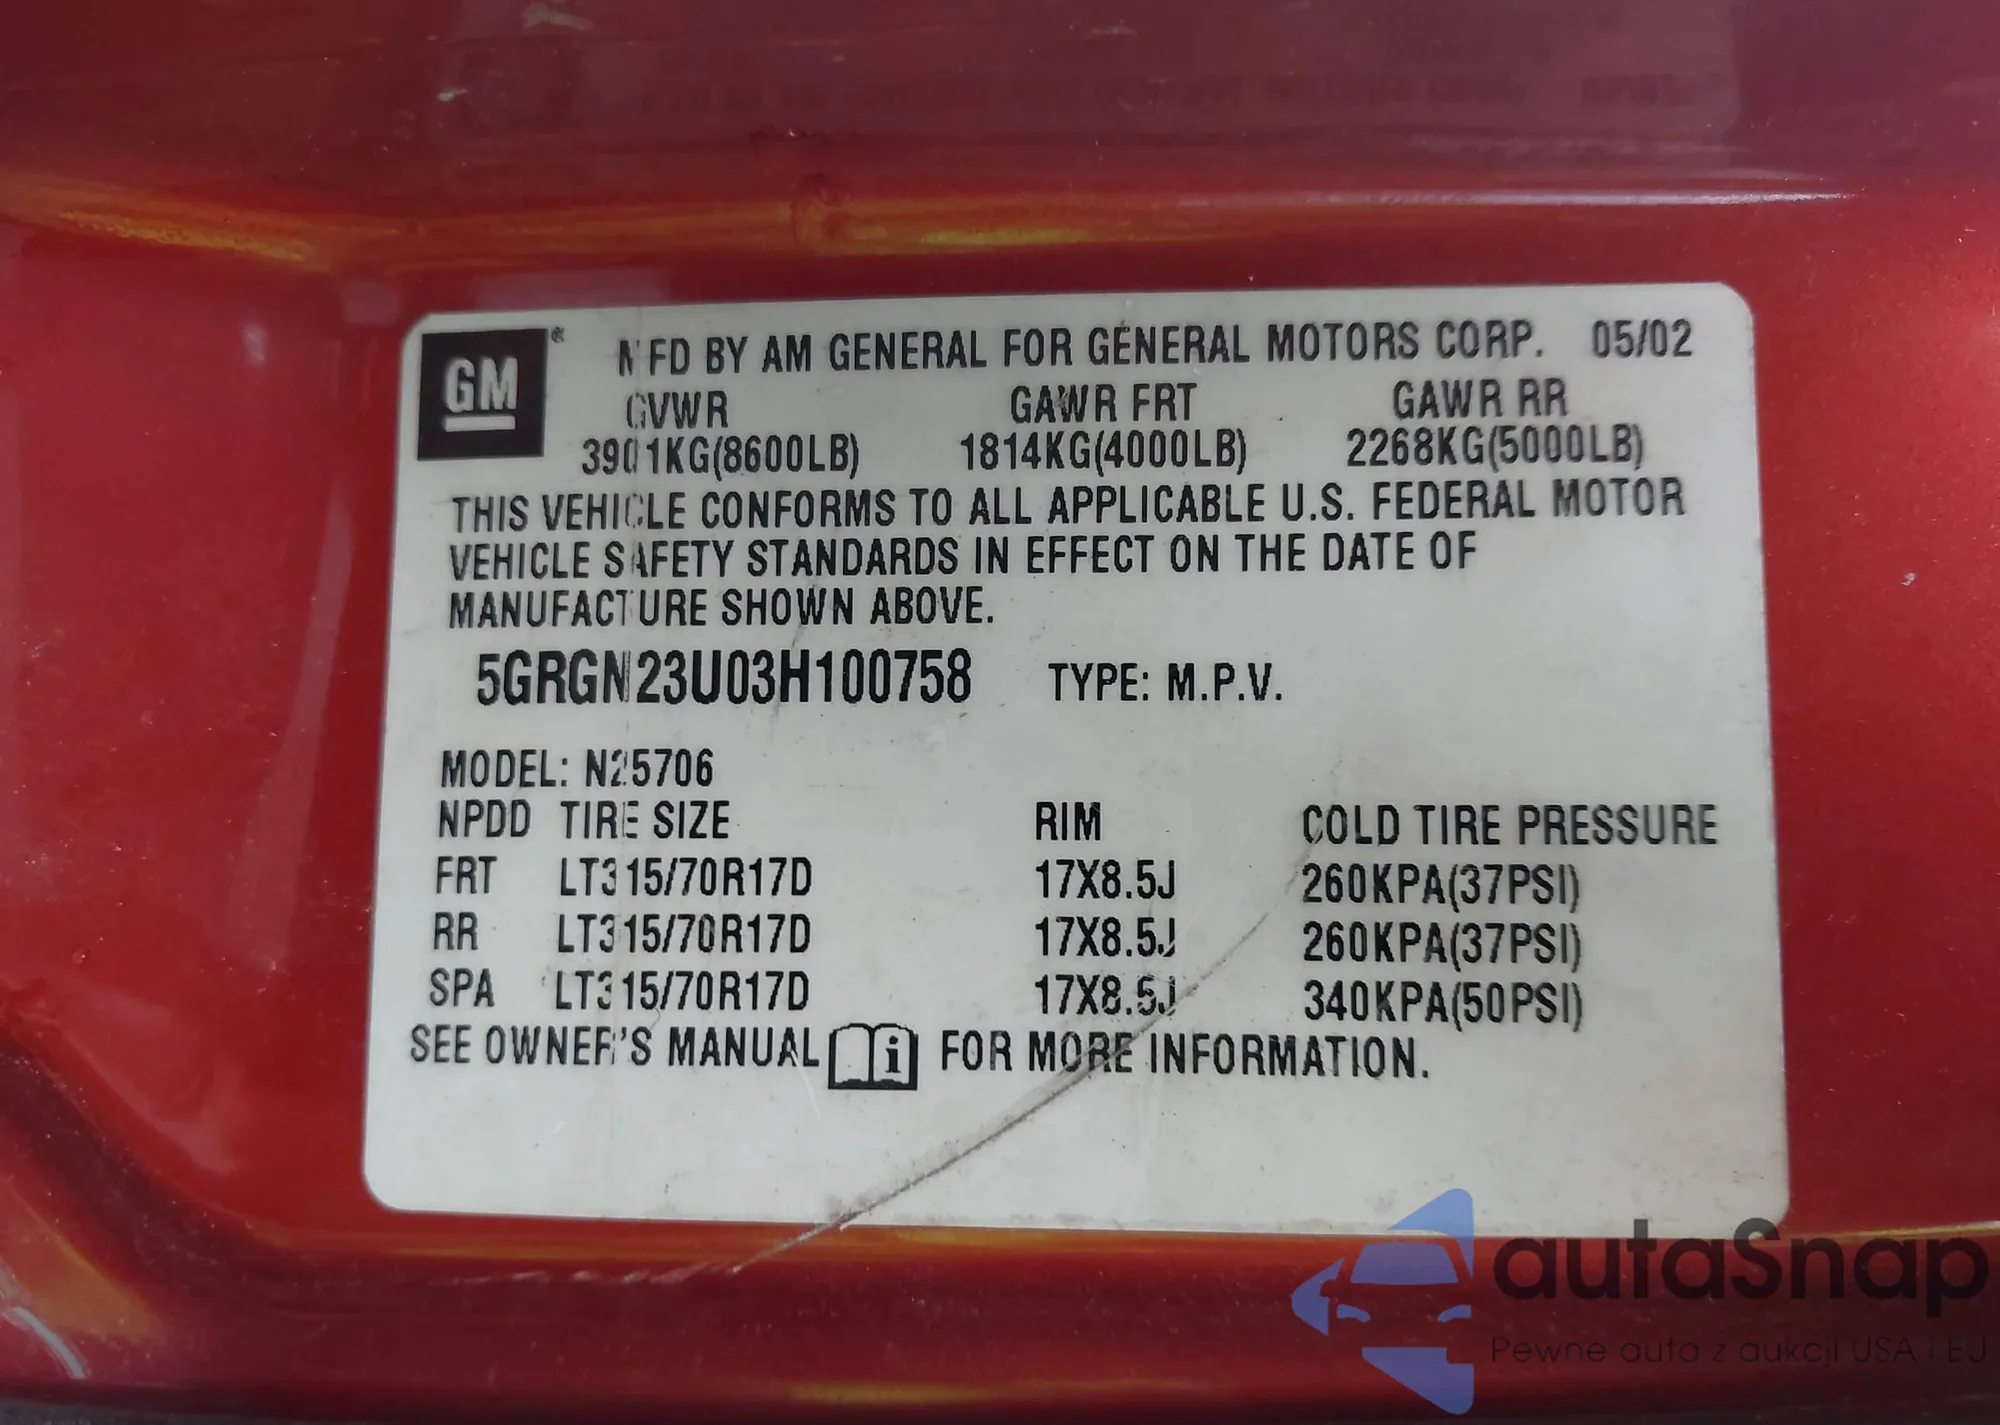 GM ® MFD BY AM GENERAL FOR GENERAL MOTORS CORP. 05/02
GVWR GAWR FRT GAWR RR
3901KG(8600LB) 1814KG(4000LB) 2268KG(5000LB)
THIS VEHICLE CONFORMS TO ALL APPLICABLE U.S. FEDERAL MOTOR
VEHICLE SAFETY STANDARDS IN EFFECT ON THE DATE OF
MANUFACTURE SHOWN ABOVE.
5GRGN23U03H100758 TYPE: M.P.V.
MODEL: N25706
NPDD TIRE SIZE RIM COLD TIRE PRESSURE
FRT LT315/70R17D 17X8.5J 260KPA(37PSI)
RR LT315/70R17D 17X8.5J 260KPA(37PSI)
SPA LT315/70R17D 17X8.5J 340KPA(50PSI)
SEE OWNER'S MANUAL i FOR MORE INFORMATION.
autaSnap
Pewne auta z aukcji USA i EU